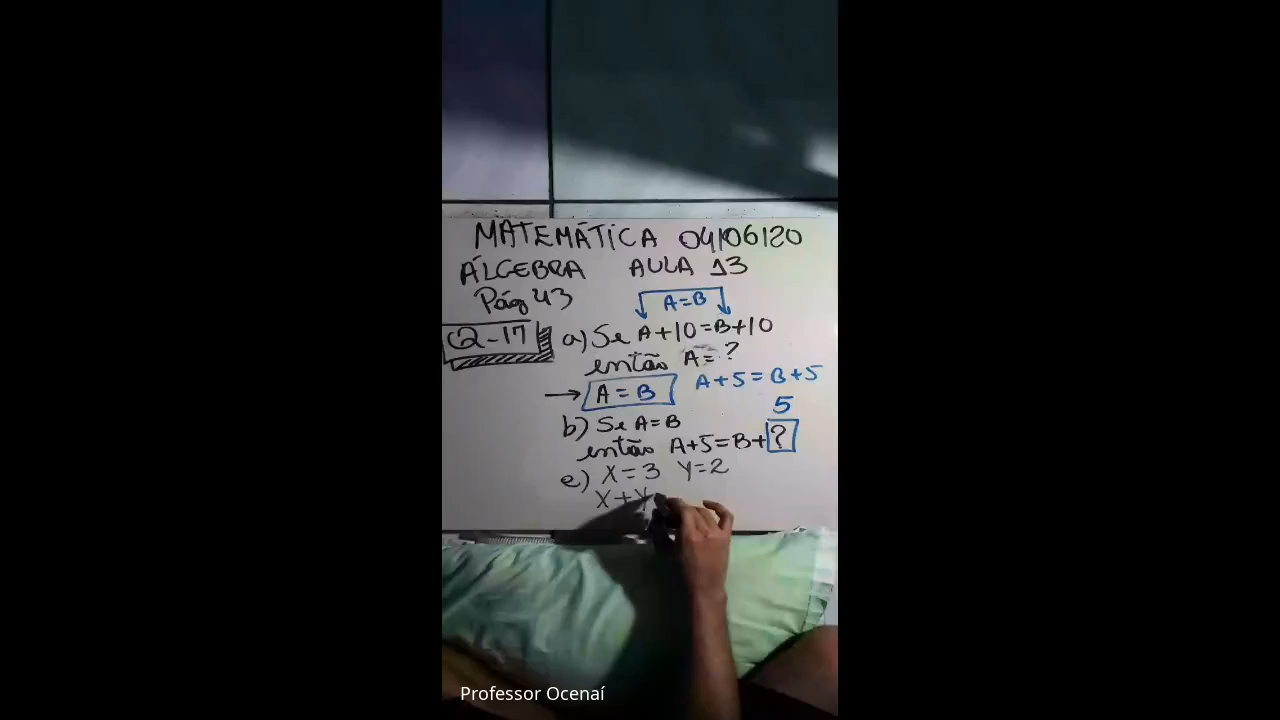 MATEMÁTICA 04/06/20
ÁLGEBRA AULA 13
Pág 43
A=B
Q-17 a) Se A+10=B+10
então A=?
→ A=B A+5=B+5
5
b) Se A=B
então A+5=B+?
e) X=3 Y=2
X+Y
Professor Ocenaí